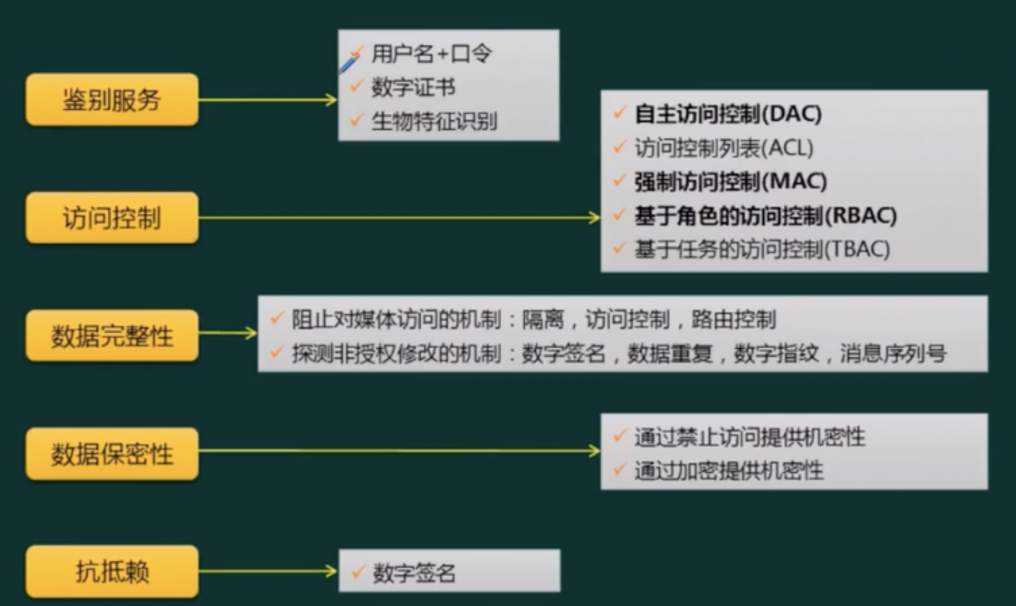 鉴别服务
用户名+口令
数字证书
生物特征识别
访问控制
自主访问控制(DAC)
访问控制列表(ACL)
强制访问控制(MAC)
基于角色的访问控制(RBAC)
基于任务的访问控制(TBAC)
数据完整性
阻止对媒体访问的机制：隔离，访问控制，路由控制
探测非授权修改的机制：数字签名，数据重复，数字指纹，消息序列号
数据保密性
通过禁止访问提供机密性
通过加密提供机密性
抗抵赖
数字签名